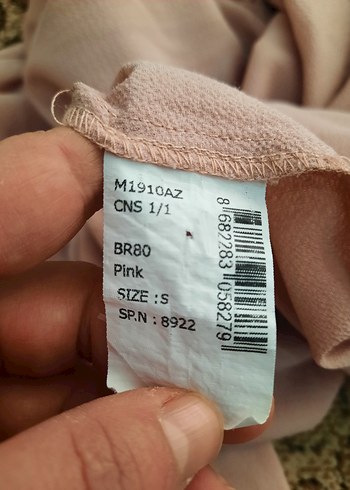 M1910AZ
CNS 1/1
BR80
Pink
SIZE : S
SP.N : 8922
8 682283 058279